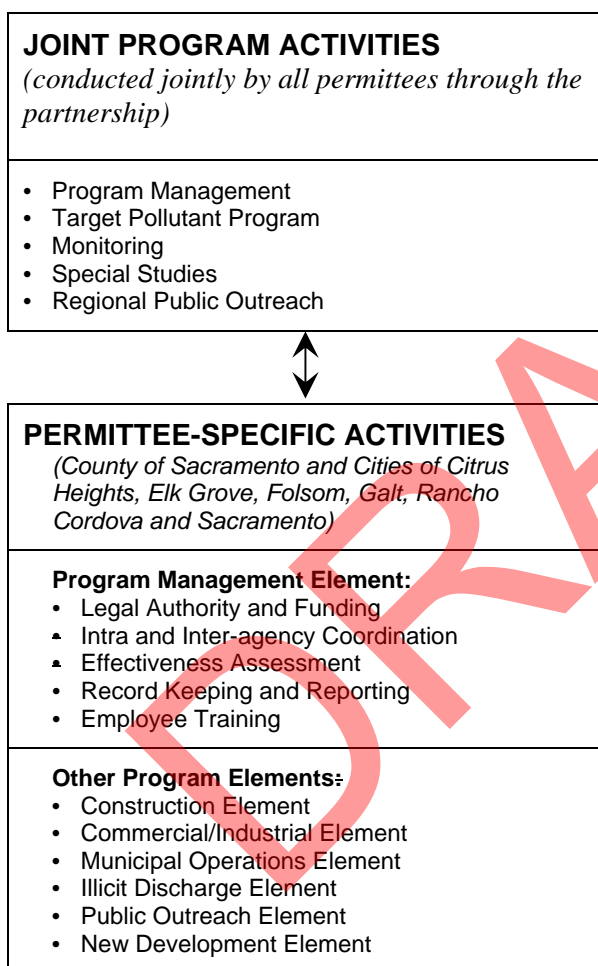 JOINT PROGRAM ACTIVITIES
(conducted jointly by all permittees through the
partnership)
• Program Management
• Target Pollutant Program
• Monitoring
• Special Studies
• Regional Public Outreach
PERMITTEE-SPECIFIC ACTIVITIES
(County of Sacramento and Cities of Citrus
Heights, Elk Grove, Folsom, Galt, Rancho
Cordova and Sacramento)
Program Management Element:
• Legal Authority and Funding
• Intra and Inter-agency Coordination
• Effectiveness Assessment
• Record Keeping and Reporting
• Employee Training
Other Program Elements:
• Construction Element
• Commercial/Industrial Element
• Municipal Operations Element
• Illicit Discharge Element
• Public Outreach Element
• New Development Element
DRA